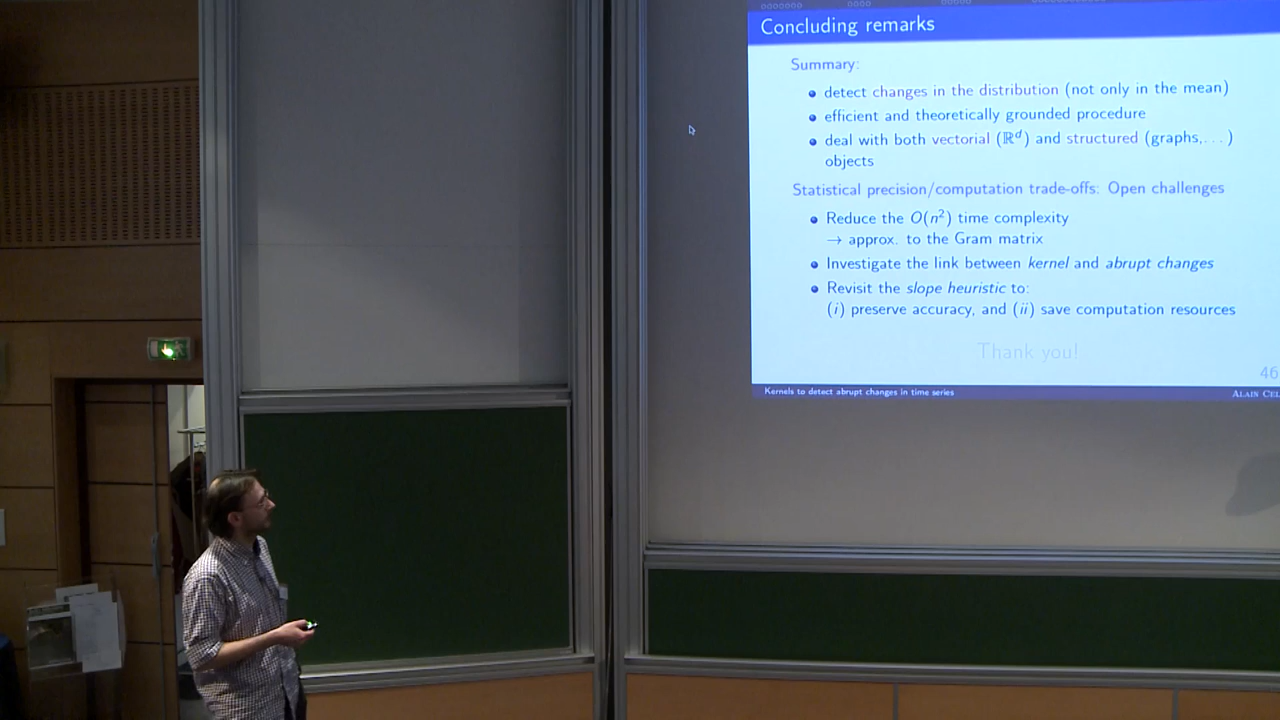 Concluding remarks
Summary:
detect changes in the distribution (not only in the mean)
efficient and theoretically grounded procedure
deal with both vectorial (ℝᵈ) and structured (graphs,...)
objects
Statistical precision/computation trade-offs: Open challenges
Reduce the O(n²) time complexity
→ approx. to the Gram matrix
Investigate the link between kernel and abrupt changes
Revisit the slope heuristic to:
(i) preserve accuracy, and (ii) save computation resources
Thank you!
46
Kernels to detect abrupt changes in time series
ALAIN CEL